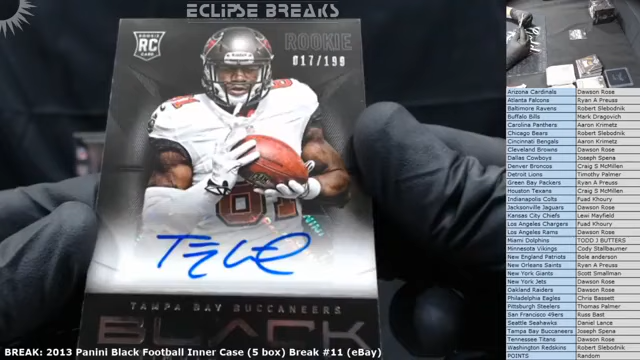 ECLIPSE BREAKS
RC
ROOKIE
017/199
81
TAMPA BAY BUCCANEERS
BLACK
BREAK: 2013 Panini Black Football Inner Case (5 box) Break #11 (eBay)
Arizona Cardinals Dawson Rose
Atlanta Falcons Ryan A Preuss
Baltimore Ravens Robert Slebodnik
Buffalo Bills Mark Dragovich
Carolina Panthers Aaron Krimetz
Chicago Bears Robert Slebodnik
Cincinnati Bengals Aaron Krimetz
Cleveland Browns Dawson Rose
Dallas Cowboys Joseph Spena
Denver Broncos Craig S McMillen
Detroit Lions Timothy Palmer
Green Bay Packers Ryan A Preuss
Houston Texans Craig S McMillen
Indianapolis Colts Fuad Khoury
Jacksonville Jaguars Dawson Rose
Kansas City Chiefs Lewi Mayfield
Los Angeles Chargers Fuad Khoury
Los Angeles Rams Dawson Rose
Miami Dolphins TODD J BUTTERS
Minnesota Vikings Cody Stallbaumer
New England Patriots Bole anderson
New Orleans Saints Ryan A Preuss
New York Giants Scott Smallman
New York Jets Dawson Rose
Oakland Raiders Dawson Rose
Philadelphia Eagles Chris Bessett
Pittsburgh Steelers Thomas Palmer
San Francisco 49ers Russ Bast
Seattle Seahawks Daniel Lance
Tampa Bay Buccaneers Joseph Spena
Tennessee Titans Dawson Rose
Washington Redskins Robert Slebodnik
POINTS Random